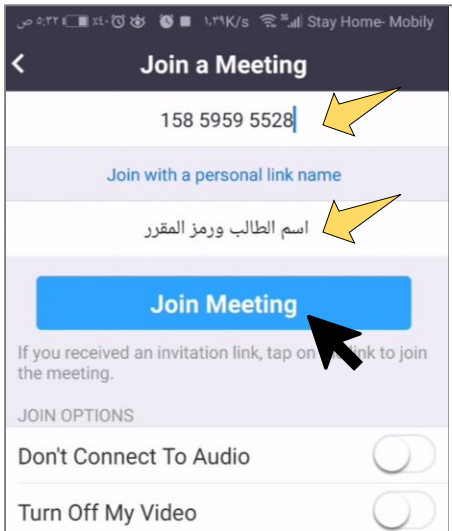 ٥:٢٢ ص ٪٤٠ ١,٣٩K/s Stay Home- Mobily
Join a Meeting
158 5959 5528
Join with a personal link name
اسم الطالب ورمز المقرر
Join Meeting
If you received an invitation link, tap on link to join
the meeting.
JOIN OPTIONS
Don't Connect To Audio
Turn Off My Video